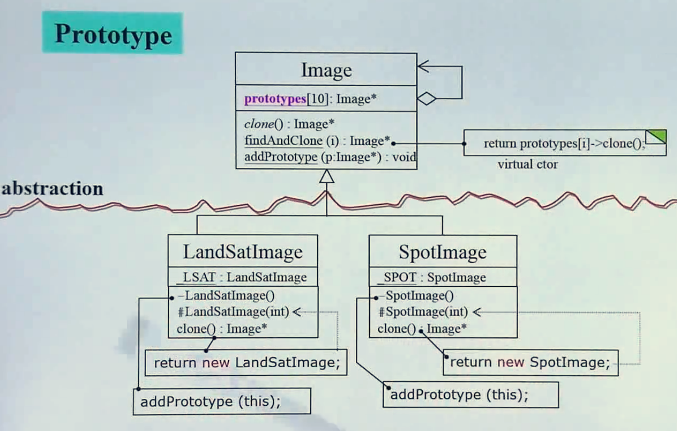 Prototype
Image
prototypes[10]: Image*
clone() : Image*
findAndClone (i) : Image*
addPrototype (p:Image*) : void
return prototypes[i]->clone();
virtual ctor
abstraction
LandSatImage
_LSAT : LandSatImage
-LandSatImage()
#LandSatImage(int)
clone() : Image*
return new LandSatImage;
addPrototype (this);
SpotImage
_SPOT : SpotImage
-SpotImage()
#SpotImage(int)
clone() : Image*
return new SpotImage;
addPrototype (this);